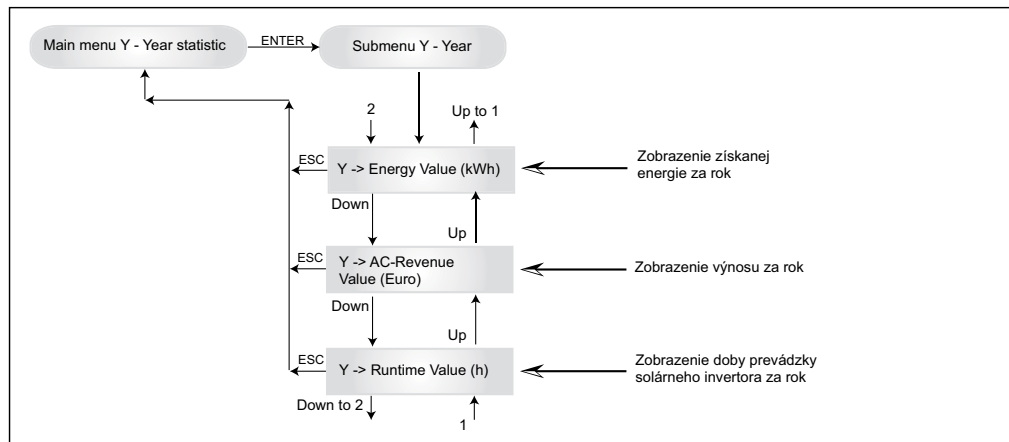 Main menu Y - Year statistic
ENTER
Submenu Y - Year
2
Up to 1
ESC
Y -> Energy Value (kWh)
Zobrazenie získanej
energie za rok
Down
Up
ESC
Y -> AC-Revenue
Value (Euro)
Zobrazenie výnosu za rok
Down
Up
ESC
Y -> Runtime Value (h)
Zobrazenie doby prevádzky
solárneho invertora za rok
Down to 2
1